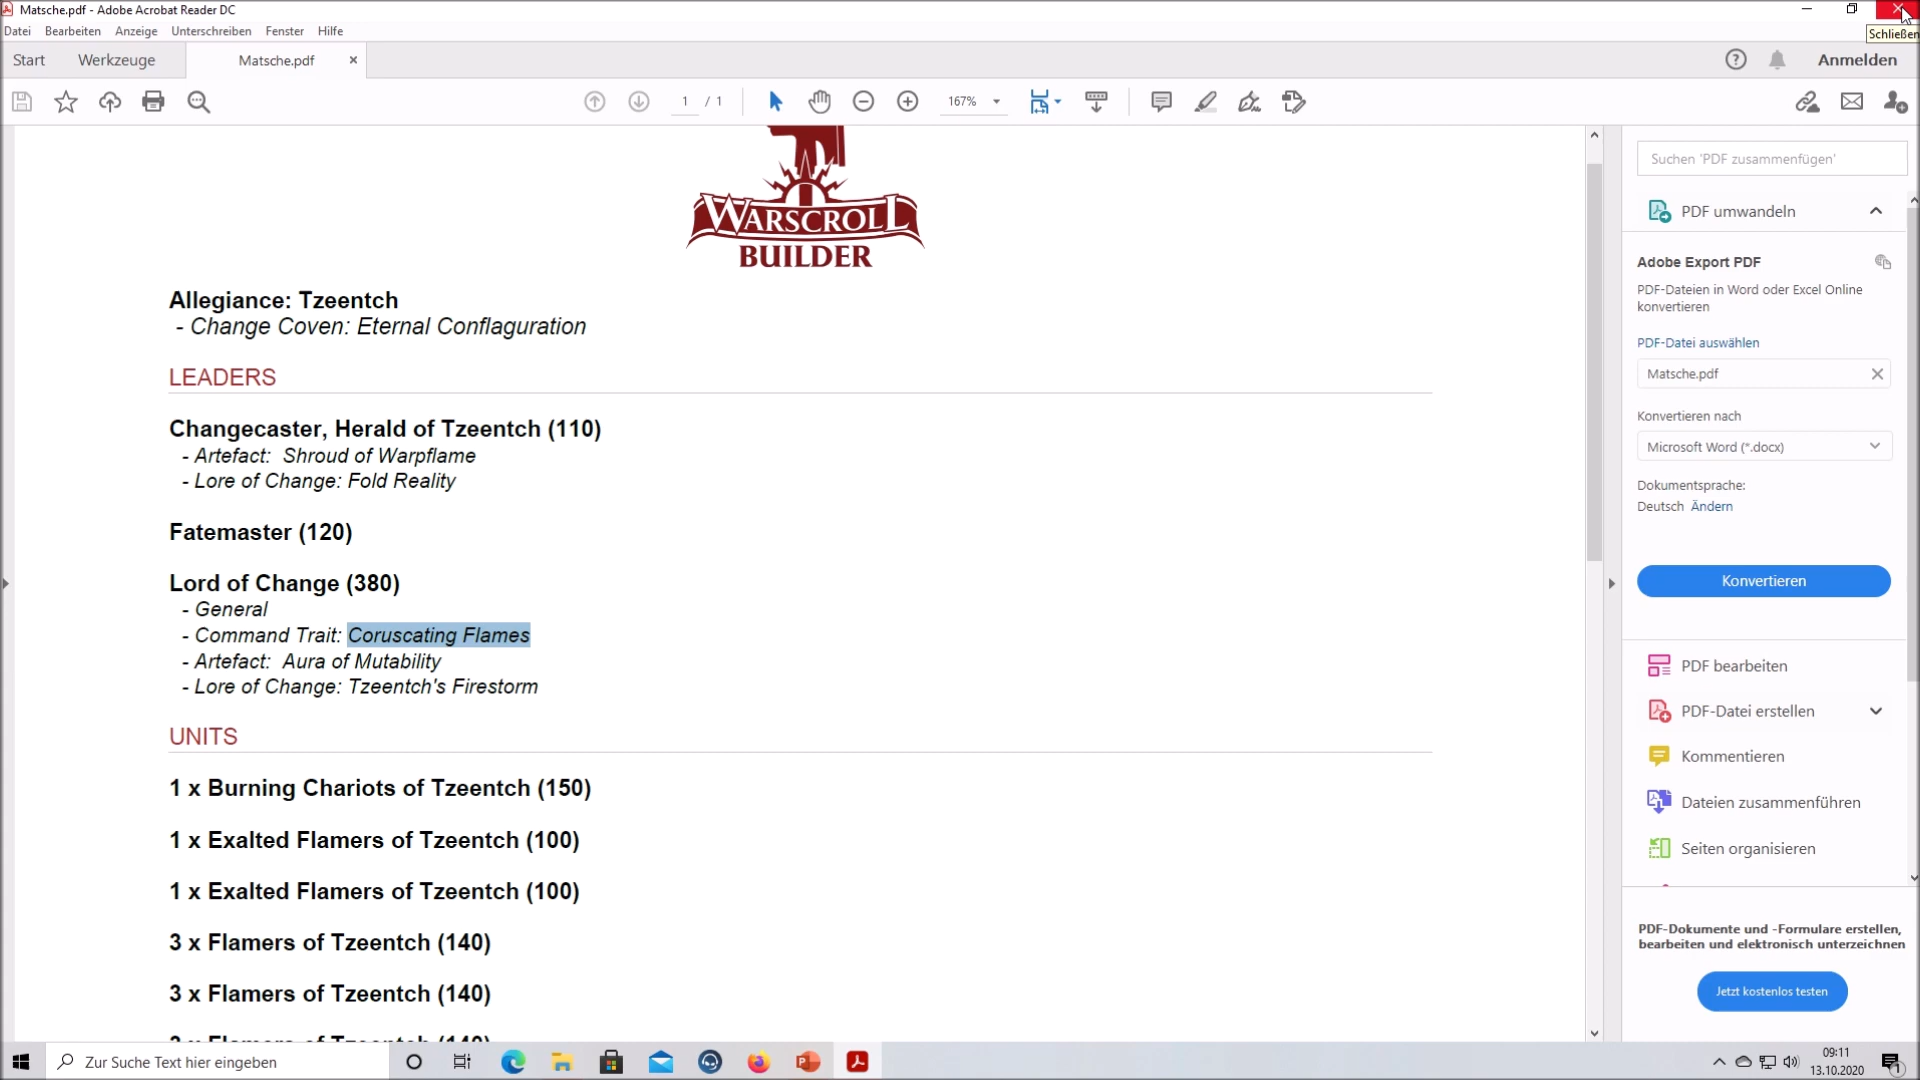 Matsche.pdf - Adobe Acrobat Reader DC
Datei Bearbeiten Anzeige Unterschreiben Fenster Hilfe
Schließen
Start Werkzeuge Matsche.pdf Anmelden
1 / 1 167%
WARSCROLL
BUILDER
Allegiance: Tzeentch
- Change Coven: Eternal Conflaguration
LEADERS
Changecaster, Herald of Tzeentch (110)
- Artefact: Shroud of Warpflame
- Lore of Change: Fold Reality
Fatemaster (120)
Lord of Change (380)
- General
- Command Trait: Coruscating Flames
- Artefact: Aura of Mutability
- Lore of Change: Tzeentch's Firestorm
UNITS
1 x Burning Chariots of Tzeentch (150)
1 x Exalted Flamers of Tzeentch (100)
1 x Exalted Flamers of Tzeentch (100)
3 x Flamers of Tzeentch (140)
3 x Flamers of Tzeentch (140)
3 x Flamers of Tzeentch (140)
Suchen 'PDF zusammenfügen'
PDF umwandeln
Adobe Export PDF
PDF-Dateien in Word oder Excel Online
konvertieren
PDF-Datei auswählen
Matsche.pdf
Konvertieren nach
Microsoft Word (*.docx)
Dokumentsprache:
Deutsch Ändern
Konvertieren
PDF bearbeiten
PDF-Datei erstellen
Kommentieren
Dateien zusammenführen
Seiten organisieren
PDF-Dokumente und -Formulare erstellen,
bearbeiten und elektronisch unterzeichnen
Jetzt kostenlos testen
Zur Suche Text hier eingeben
09:11
13.10.2020
1